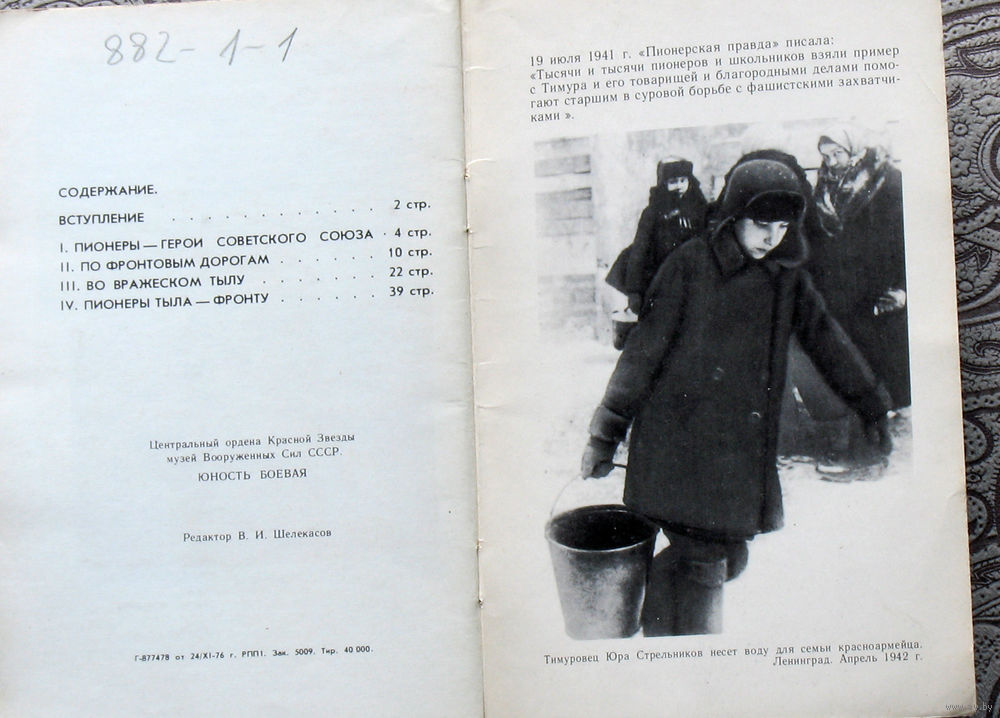 882-1-1
СОДЕРЖАНИЕ.
ВСТУПЛЕНИЕ . . . . . . . . . . . . 2 стр.
I. ПИОНЕРЫ — ГЕРОИ СОВЕТСКОГО СОЮЗА · 4 стр.
II. ПО ФРОНТОВЫМ ДОРОГАМ . . . . . . 10 стр.
III. ВО ВРАЖЕСКОМ ТЫЛУ . . . . . . . 22 стр.
IV. ПИОНЕРЫ ТЫЛА — ФРОНТУ . . . . . . 39 стр.
Центральный ордена Красной Звезды
музей Вооруженных Сил СССР.
ЮНОСТЬ БОЕВАЯ
Редактор В. И. Шелекасов
Г-877478 от 24/XI-76 г. РПП1. Зак. 5009. Тир. 40 000.
19 июля 1941 г. «Пионерская правда» писала:
«Тысячи и тысячи пионеров и школьников взяли пример
с Тимура и его товарищей и благородными делами помо-
гают старшим в суровой борьбе с фашистскими захватчи-
ками ».
Тимуровец Юра Стрельников несет воду для семьи красноармейца.
Ленинград. Апрель 1942 г.